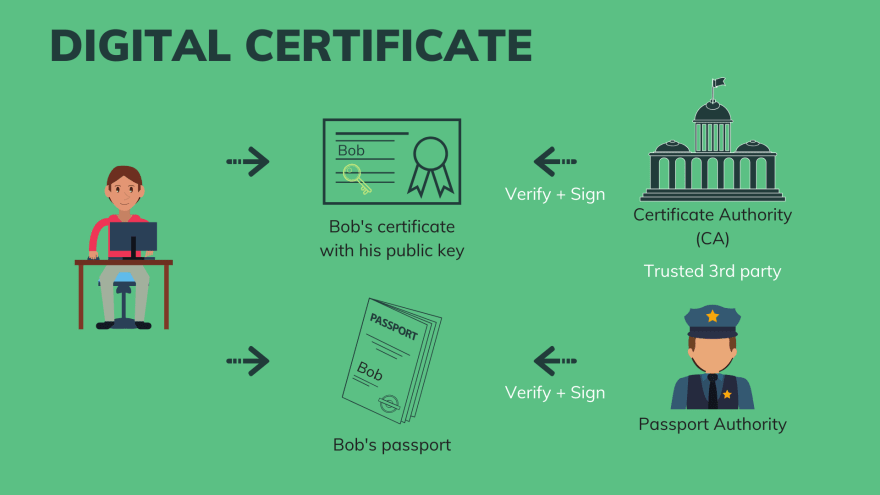 DIGITAL CERTIFICATE
Bob
Verify + Sign
Bob's certificate
with his public key
Certificate Authority
(CA)
Trusted 3rd party
PASSPORT
Bob
Verify + Sign
Bob's passport
Passport Authority